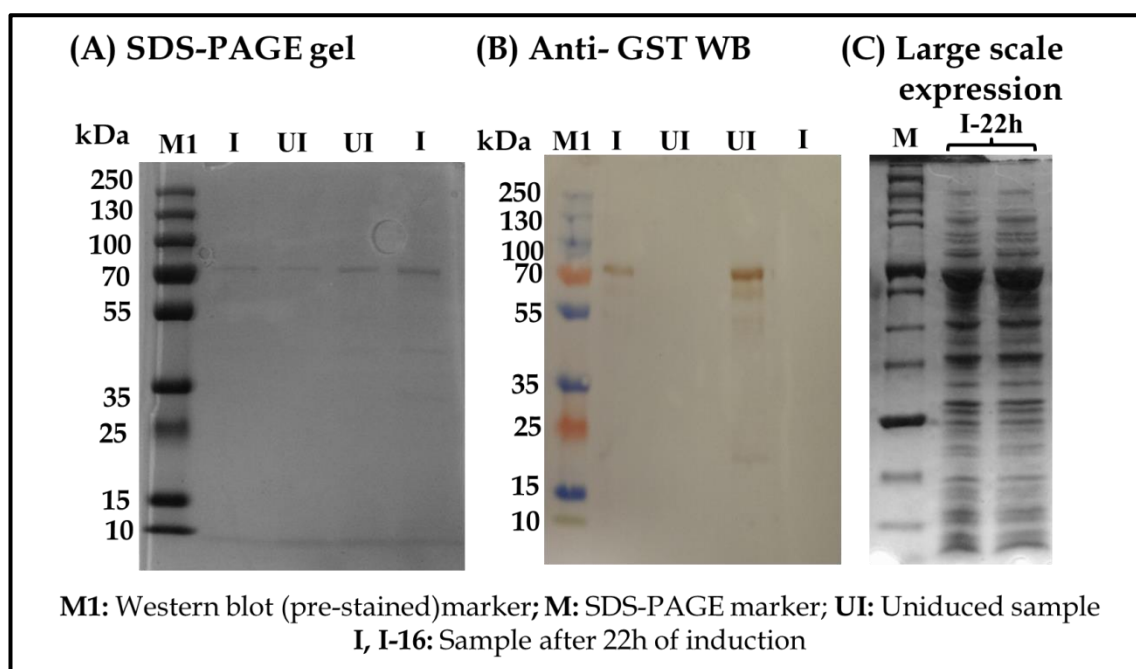 (A) SDS-PAGE gel
kDa M1 I UI UI I
250
130
100
70
55
35
25
15
10
(B) Anti- GST WB
kDa M1 I UI UI I
250
130
100
70
55
35
25
15
10
(C) Large scale
expression
I-22h
M
M1: Western blot (pre-stained)marker; M: SDS-PAGE marker; UI: Uniduced sample
I, I-16: Sample after 22h of induction